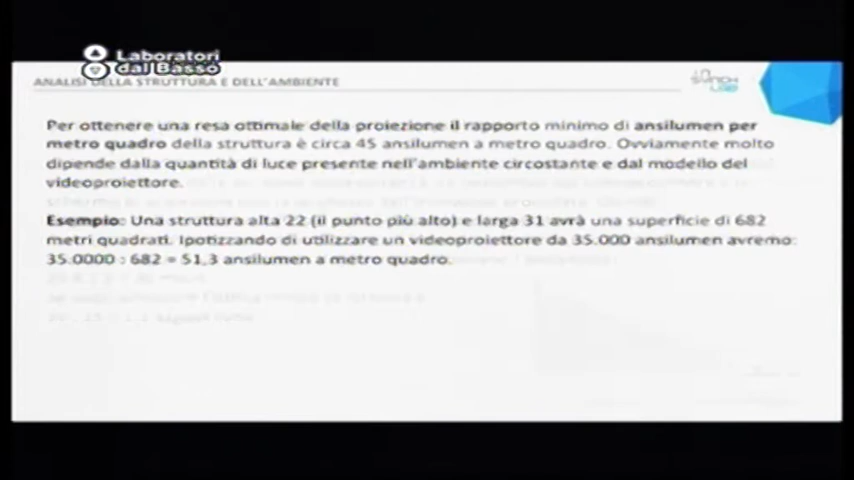 Laboratori
dal Basso
ANALISI DELLA STRUTTURA E DELL'AMBIENTE
Per ottenere una resa ottimale della proiezione il rapporto minimo di ansilumen per
metro quadro della struttura è circa 45 ansilumen a metro quadro. Ovviamente molto
dipende dalla quantità di luce presente nell'ambiente circostante e dal modello del
videoproiettore.
Esempio: Una struttura alta 22 (il punto più alto) e larga 31 avrà una superficie di 682
metri quadrati. Ipotizzando di utilizzare un videoproiettore da 35.000 ansilumen avremo:
35.0000 : 682 = 51,3 ansilumen a metro quadro.